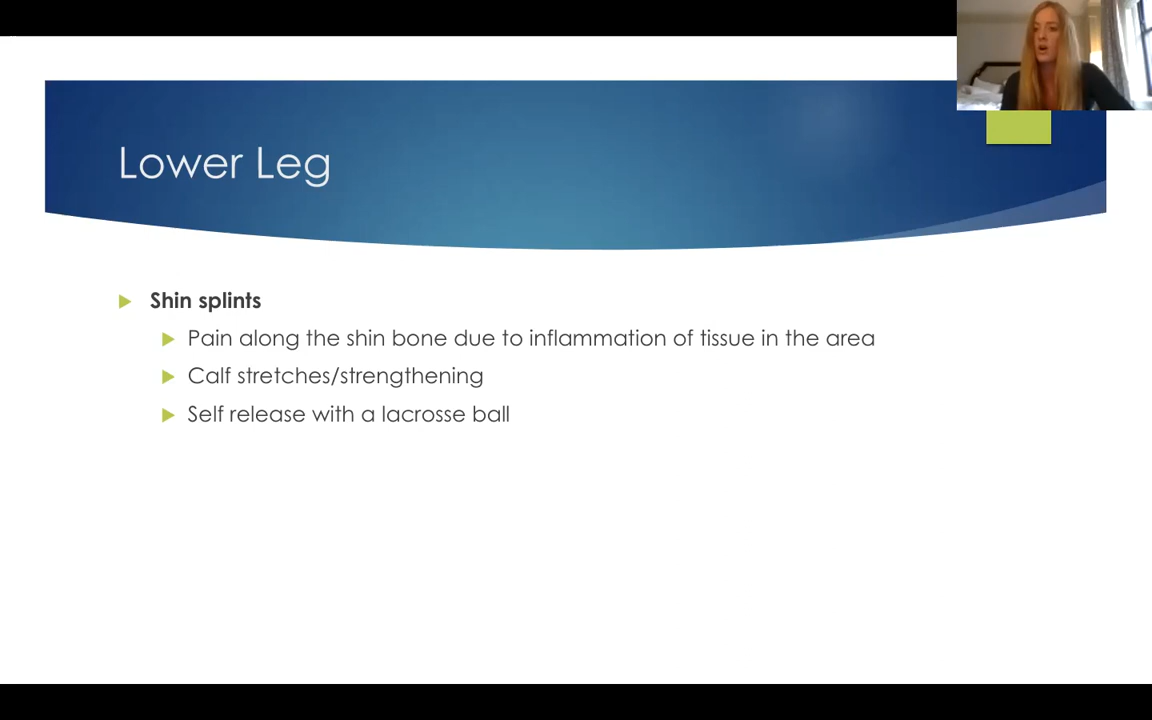 Lower Leg
Shin splints
Pain along the shin bone due to inflammation of tissue in the area
Calf stretches/strengthening
Self release with a lacrosse ball